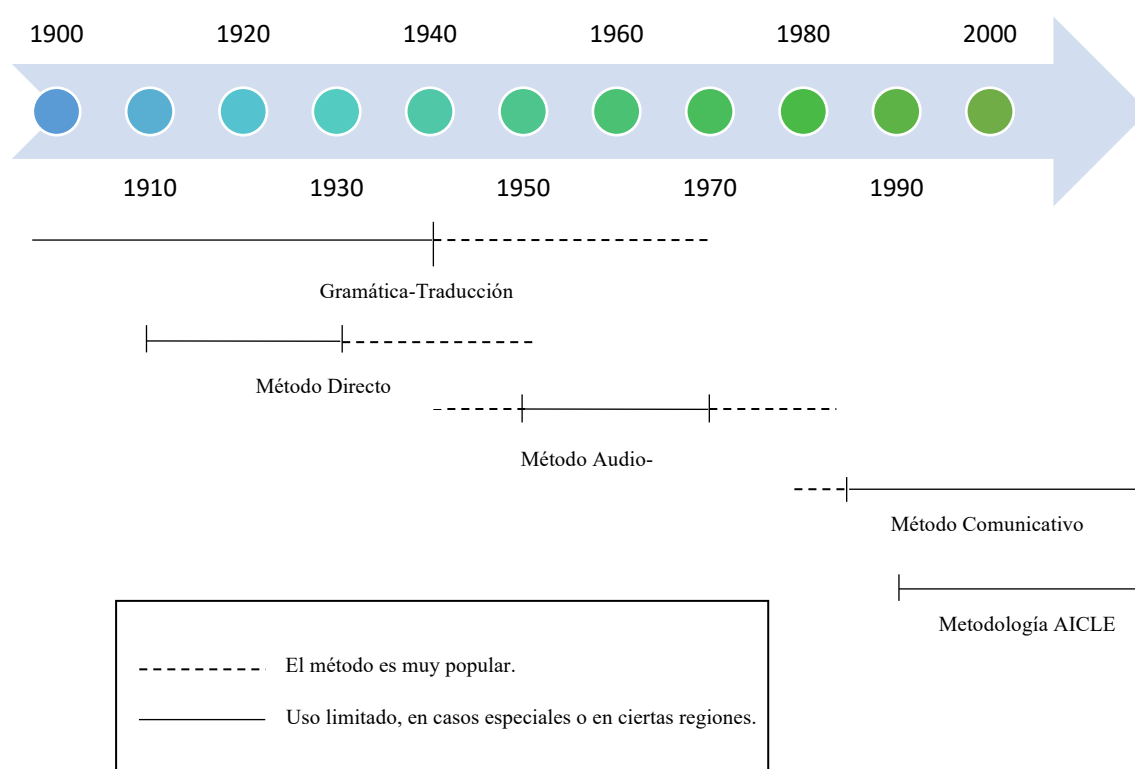 1900 1920 1940 1960 1980 2000
1910 1930 1950 1970 1990
Gramática-Traducción
Método Directo
Método Audio-
Método Comunicativo
Metodología AICLE
El método es muy popular.
Uso limitado, en casos especiales o en ciertas regiones.